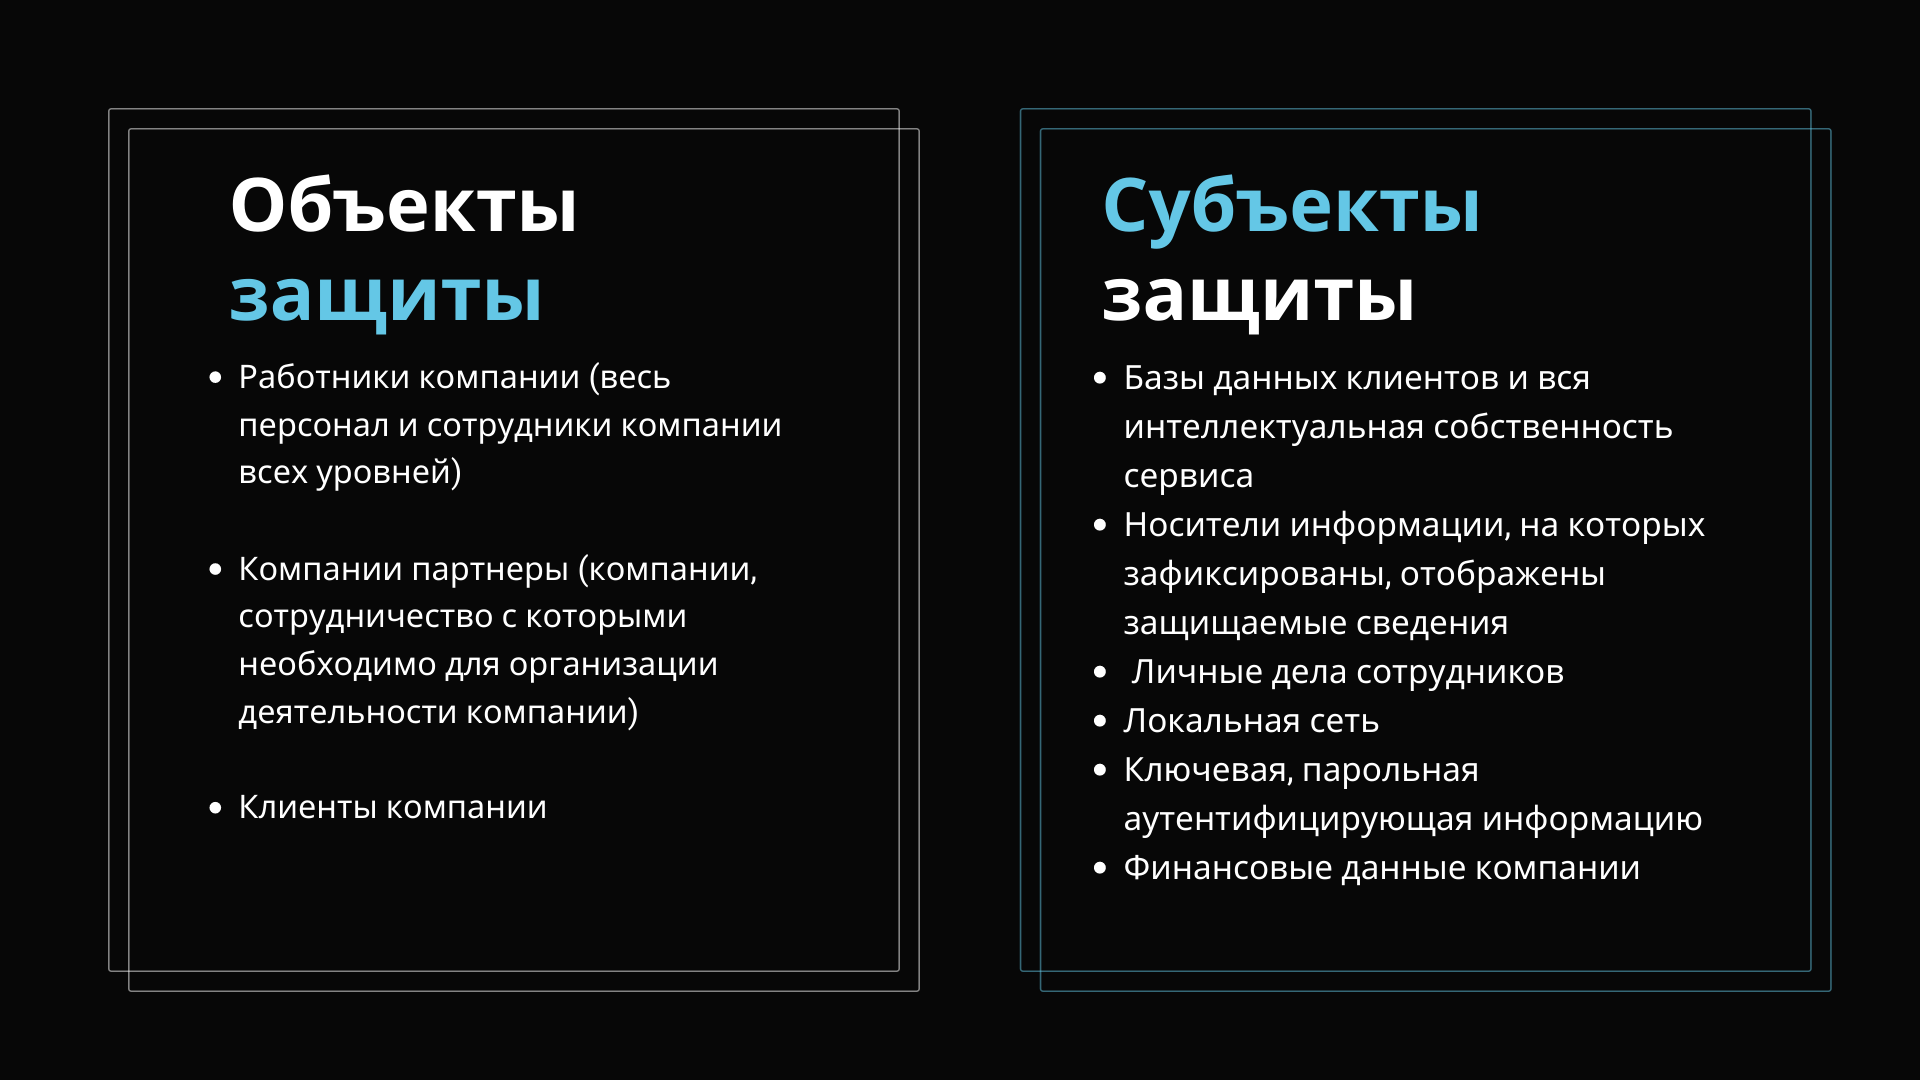 Объекты
защиты
• Работники компании (весь
персонал и сотрудники компании
всех уровней)
• Компании партнеры (компании,
сотрудничество с которыми
необходимо для организации
деятельности компании)
• Клиенты компании
Субъекты
защиты
• Базы данных клиентов и вся
интеллектуальная собственность
сервиса
• Носители информации, на которых
зафиксированы, отображены
защищаемые сведения
• Личные дела сотрудников
• Локальная сеть
• Ключевая, парольная
аутентифицирующая информацию
• Финансовые данные компании